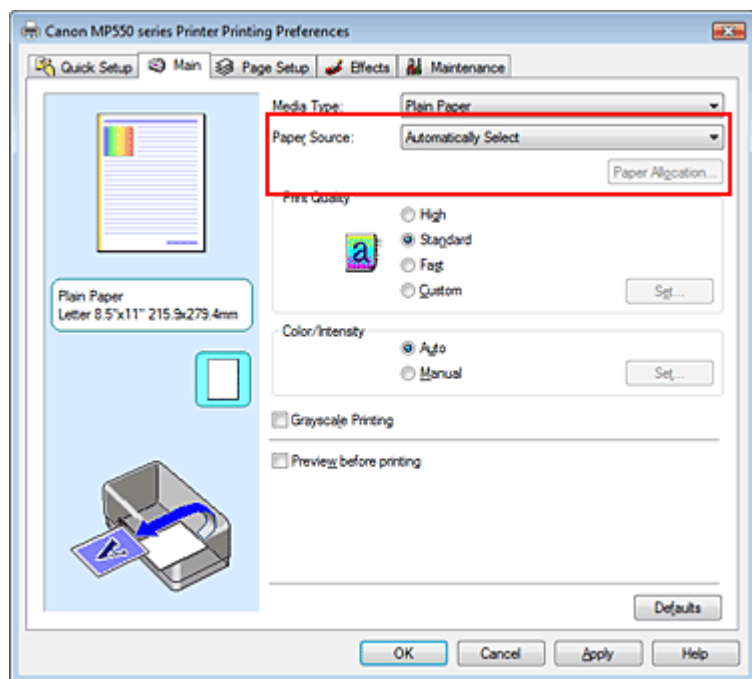 Canon MP550 series Printer Printing Preferences
Quick Setup Main Page Setup Effects Maintenance
Media Type: Plain Paper
Paper Source: Automatically Select
Paper Allocation...
Print Quality
High
a Standard
Fast
Custom Set...
Plain Paper
Letter 8.5"x11" 215.9x279.4mm
Color/Intensity
Auto
Manual Set...
Grayscale Printing
Preview before printing
A
Defaults
OK Cancel Apply Help